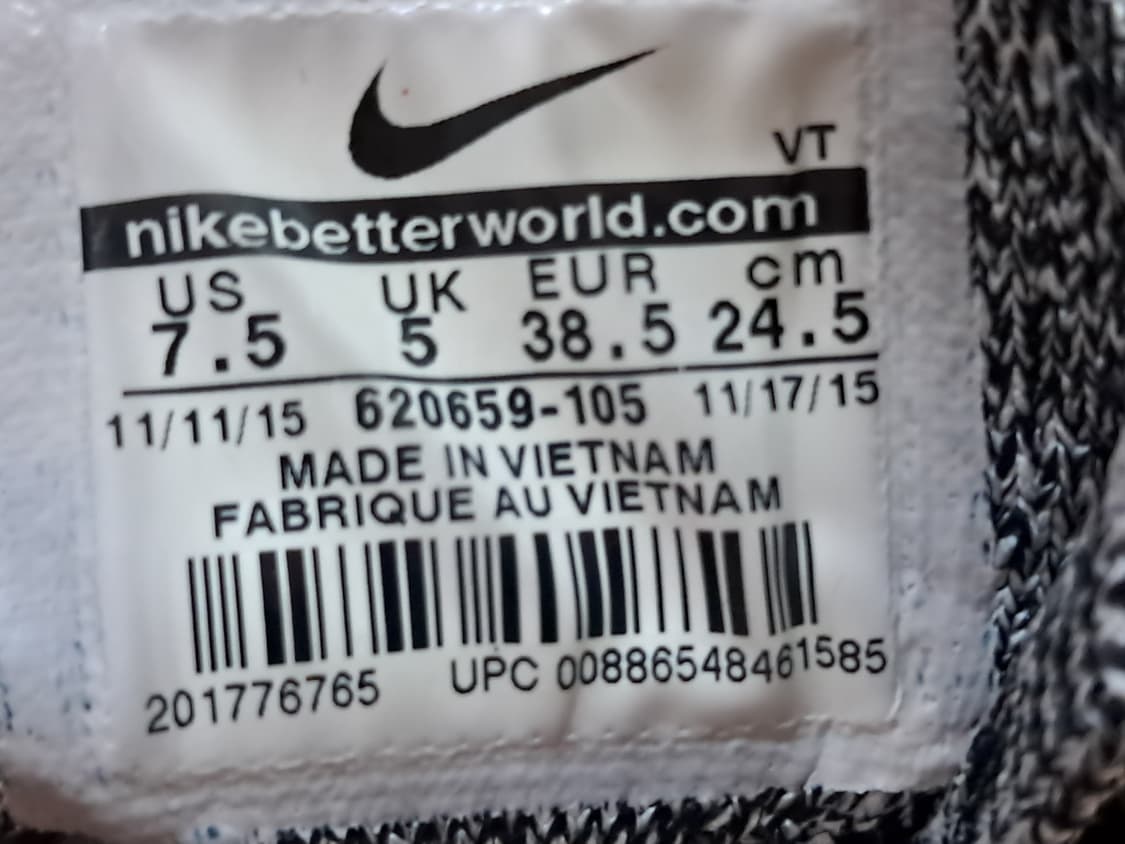 VT
nikebetterworld.com
US UK EUR cm
7.5 5 38.5 24.5
11/11/15 620659-105 11/17/15
MADE IN VIETNAM
FABRIQUE AU VIETNAM
201776765 UPC 00886548461585